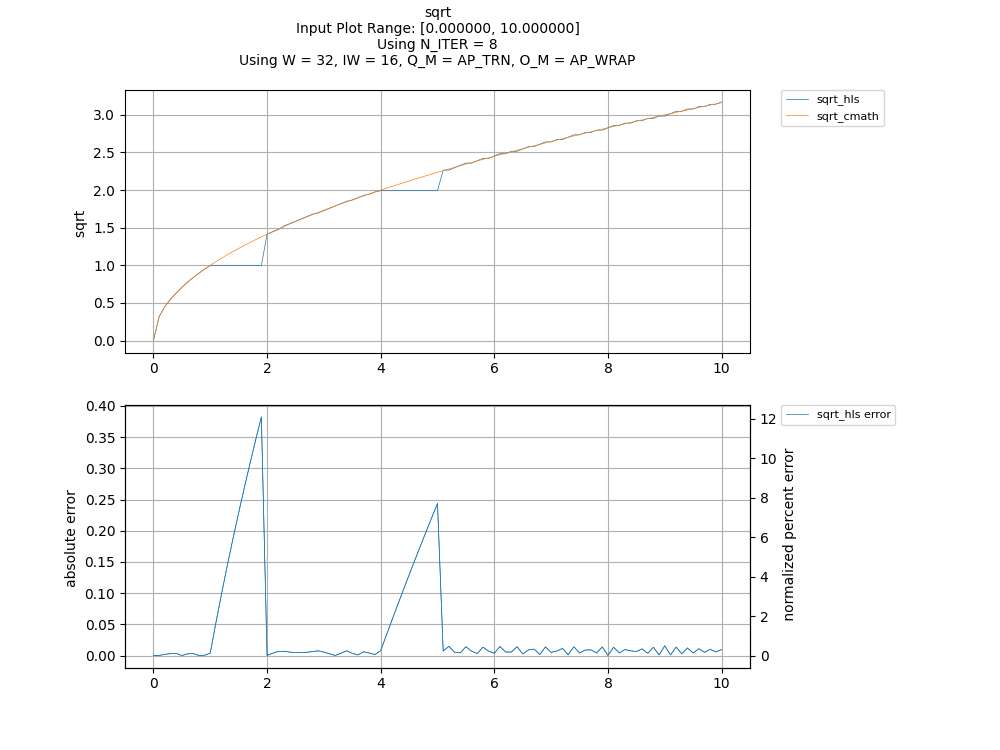 sqrt
Input Plot Range: [0.000000, 10.000000]
Using N_ITER = 8
Using W = 32, IW = 16, Q_M = AP_TRN, O_M = AP_WRAP
sqrt
3.0
2.5
2.0
1.5
1.0
0.5
0.0
0 2 4 6 8 10
sqrt_hls
sqrt_cmath
absolute error
0.40
0.35
0.30
0.25
0.20
0.15
0.10
0.05
0.00
0 2 4 6 8 10
12
10
8
6
4
2
0
normalized percent error
sqrt_hls error